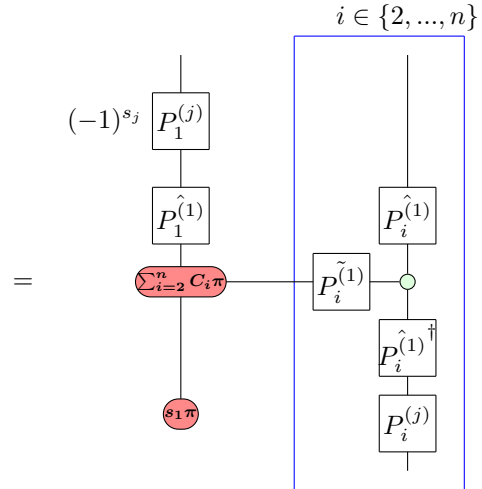 i ∈ {2, ..., n}
(−1)^{s_j} P_1^{(j)}
P_1^{\hat{(1)}} P_i^{\hat{(1)}}
= \sum_{i=2}^{n} C_i π P_i^{\tilde{(1)}}
P_i^{\hat{(1)}†}
s_1 π P_i^{(j)}